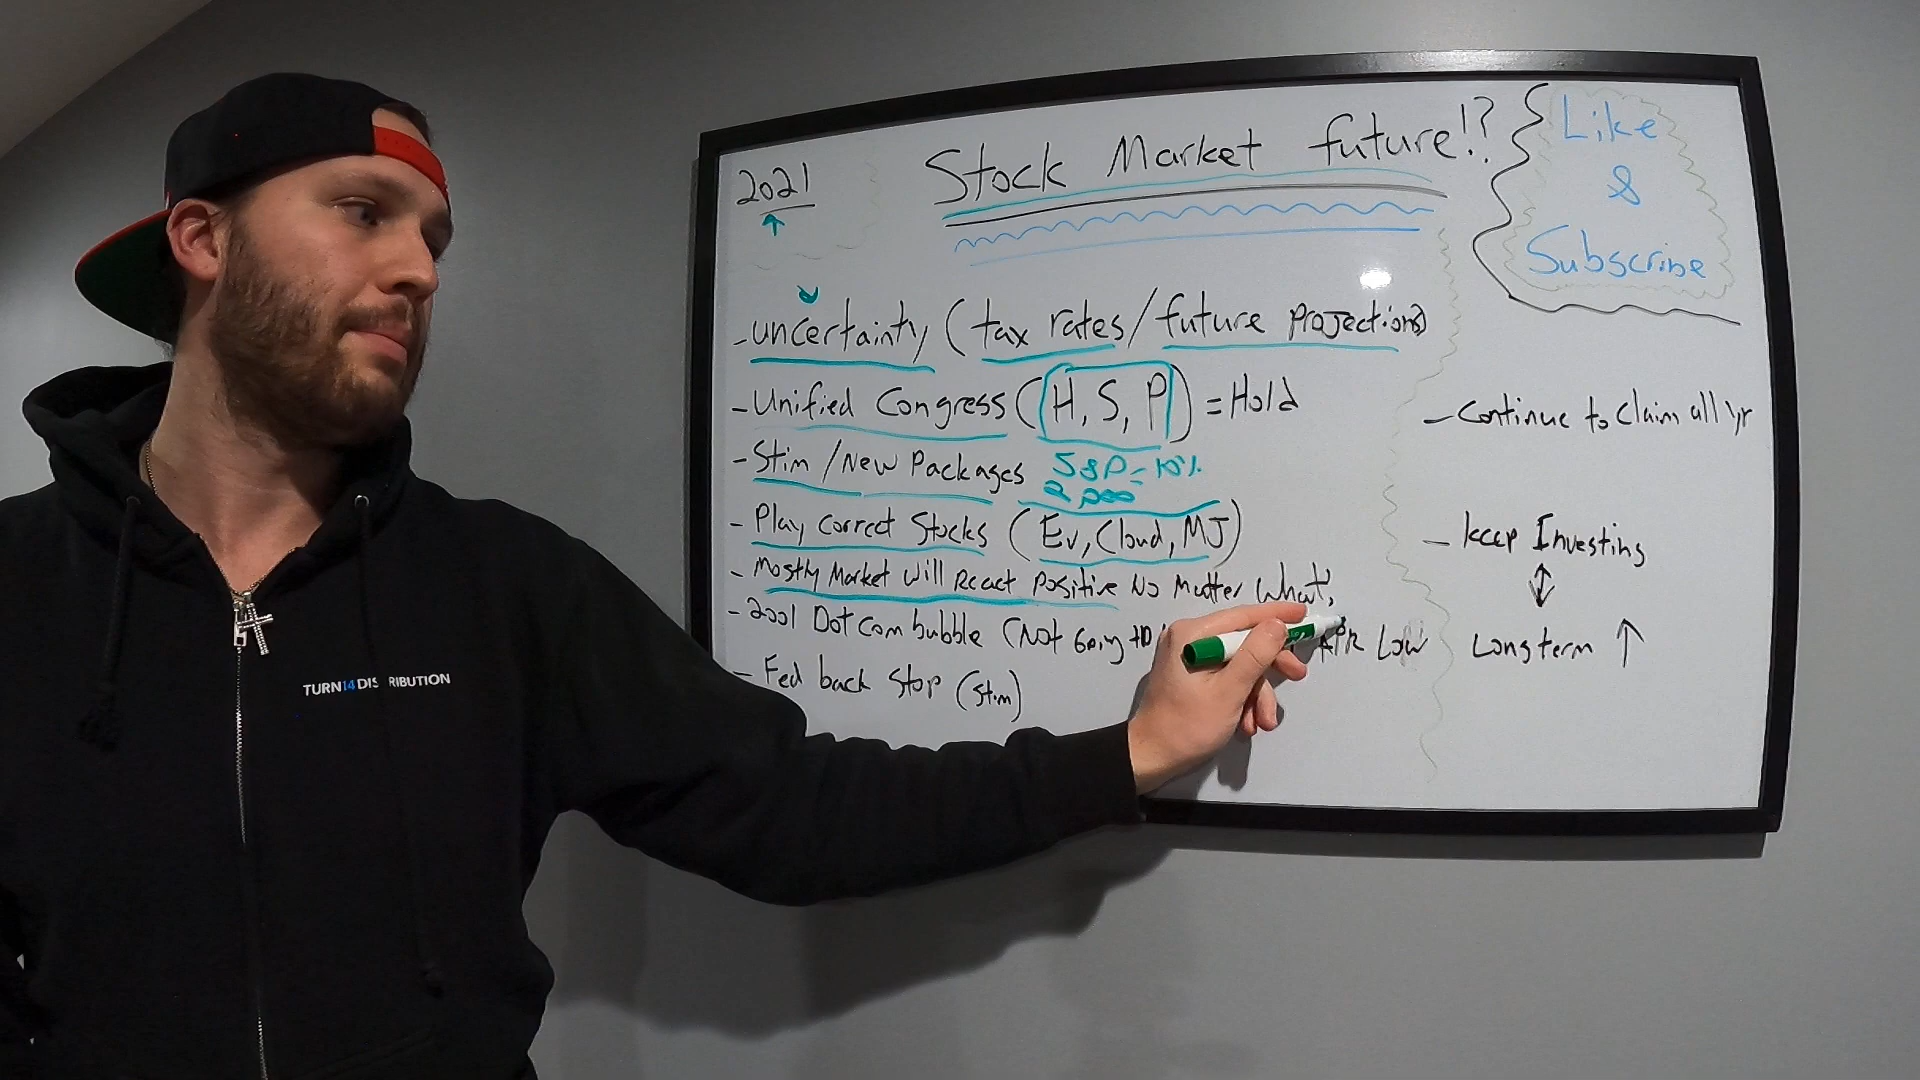 2021
Stock Market future!?
Like
&
Subscribe
- uncertainty (tax rates/future projections)
- Unified Congress (H, S, P) = Hold
- Stim / New Packages S&P = 10%
2,000
- Play Correct Stocks (Ev, Cloud, MJ)
- Mostly Market Will React Positive No Matter What,
- 2001 Dot com bubble (Not Going to APR Low
- Fed back Stop (Stim)
- Continue to Claim all yr
- keep Investing
Long term
TURN14 DISTRIBUTION